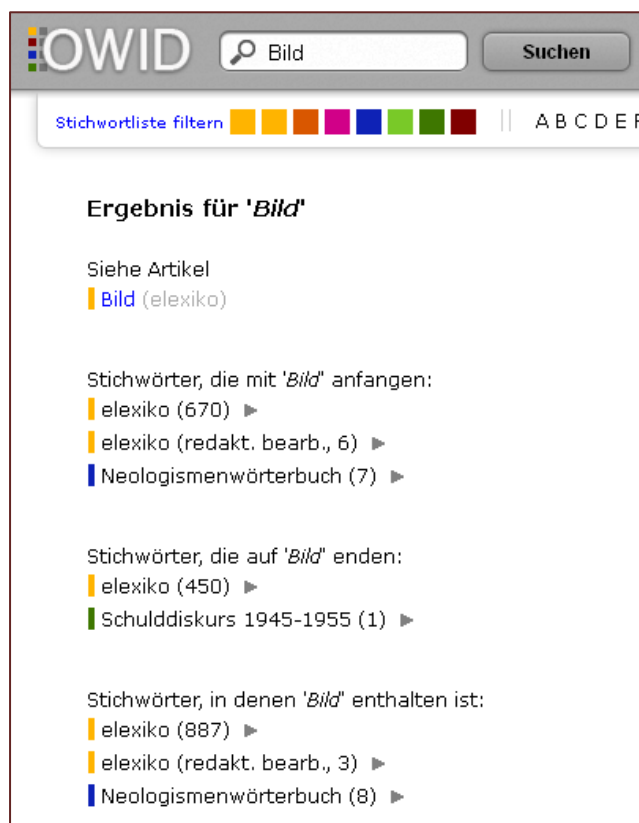 OWID Bild Suchen
Stichwortliste filtern A B C D E
Ergebnis für 'Bild'
Siehe Artikel
Bild (elexiko)
Stichwörter, die mit 'Bild' anfangen:
elexiko (670) ►
elexiko (redakt. bearb., 6) ►
Neologismenwörterbuch (7) ►
Stichwörter, die auf 'Bild' enden:
elexiko (450) ►
Schulddiskurs 1945-1955 (1) ►
Stichwörter, in denen 'Bild' enthalten ist:
elexiko (887) ►
elexiko (redakt. bearb., 3) ►
Neologismenwörterbuch (8) ►